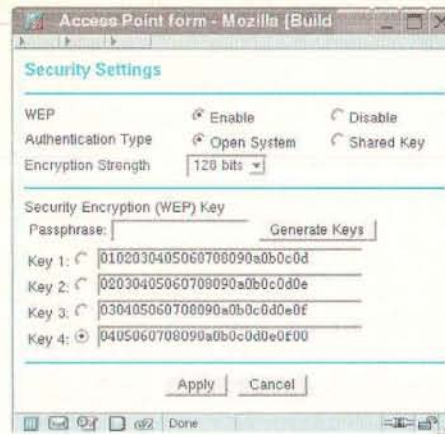 Access Point form - Mozilla {Build
Security Settings
WEP Enable Disable
Authentication Type Open System Shared Key
Encryption Strength 128 bits
Security Encryption (WEP) Key
Passphrase: Generate Keys
Key 1: 0102030405060708090a0b0c0d
Key 2: 02030405060708090a0b0c0d0e
Key 3: 030405060708090a0b0c0d0e0f
Key 4: 0405060708090a0b0c0d0e0f00
Apply Cancel
Done